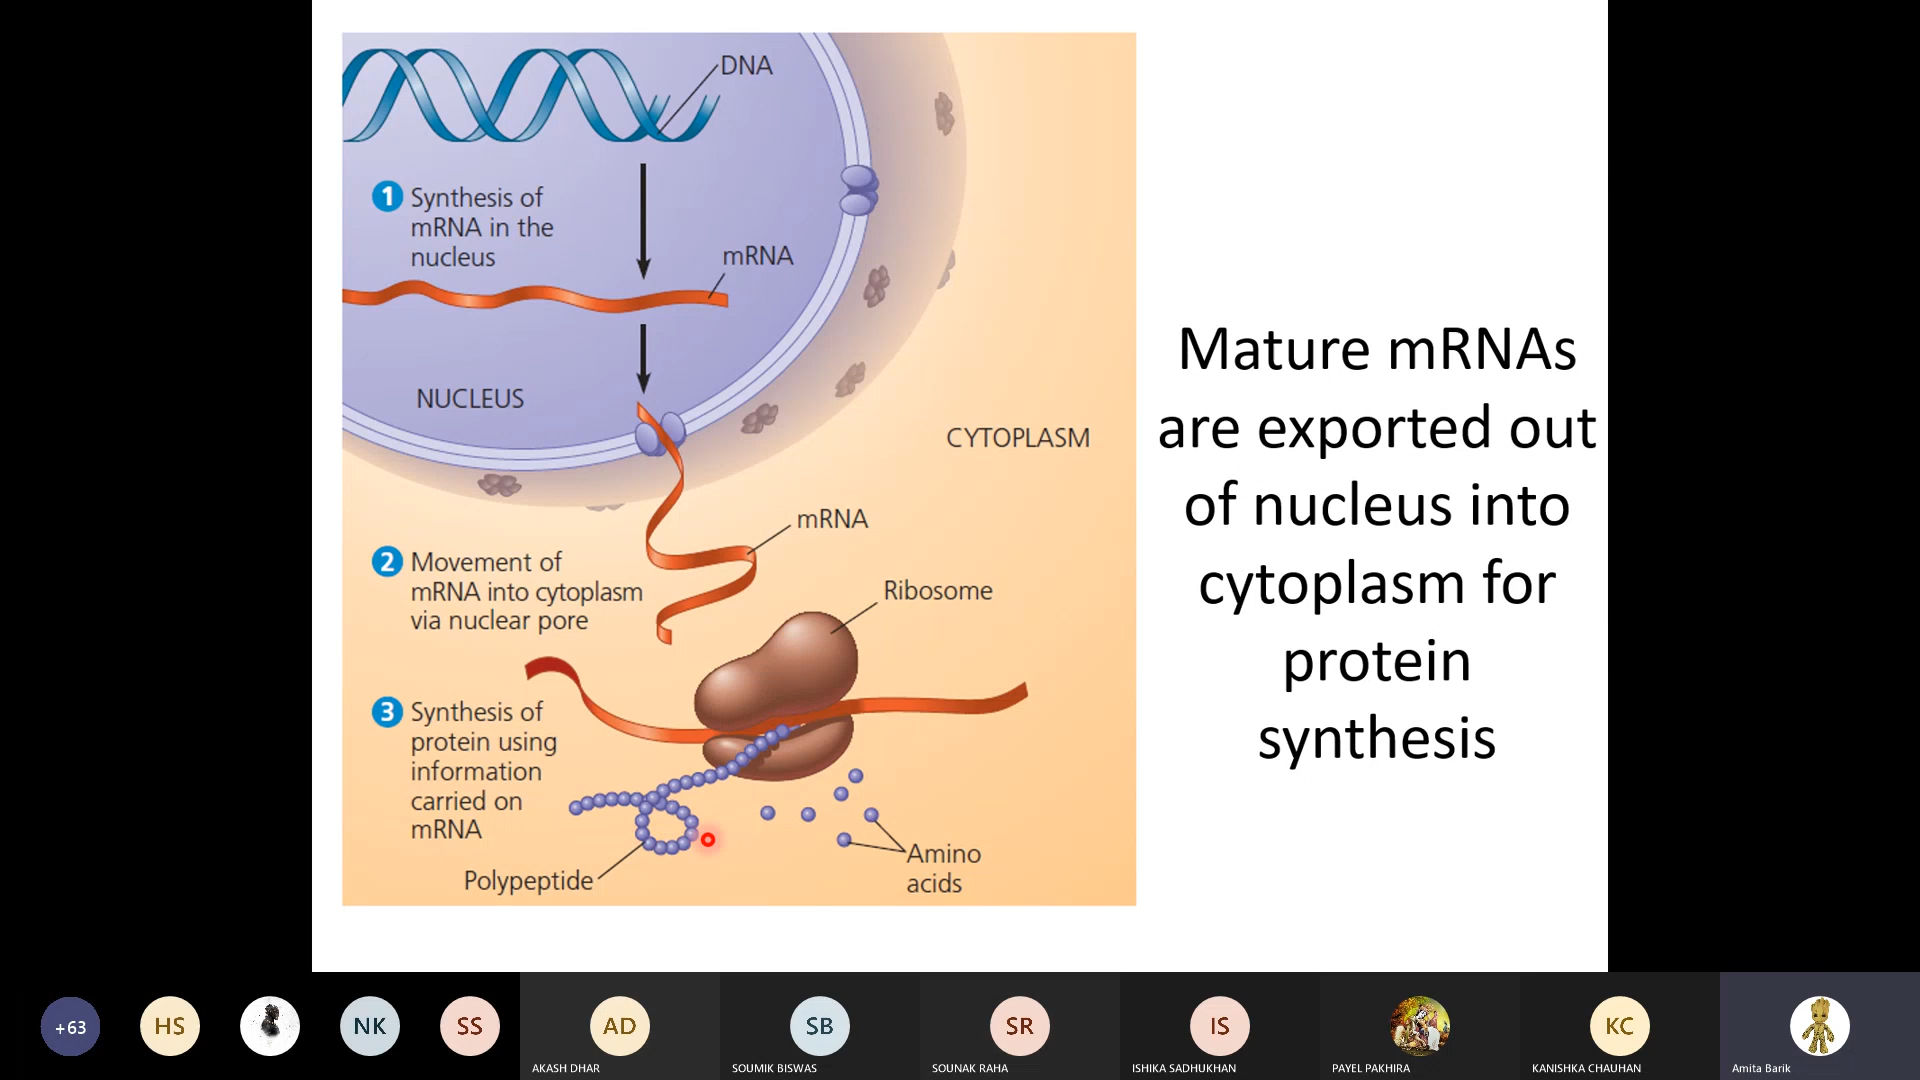 DNA
1 Synthesis of
mRNA in the
nucleus
mRNA
NUCLEUS
CYTOPLASM
mRNA
2 Movement of
mRNA into cytoplasm
via nuclear pore
Ribosome
3 Synthesis of
protein using
information
carried on
mRNA
Polypeptide
Amino
acids
Mature mRNAs
are exported out
of nucleus into
cytoplasm for
protein
synthesis
+63
HS
NK
SS
AD
AKASH DHAR
SB
SOUMIK BISWAS
SR
SOUNAK RAHA
IS
ISHIKA SADHUKHAN
PAYEL PAKHIRA
KC
KANISHKA CHAUHAN
Amita Barik